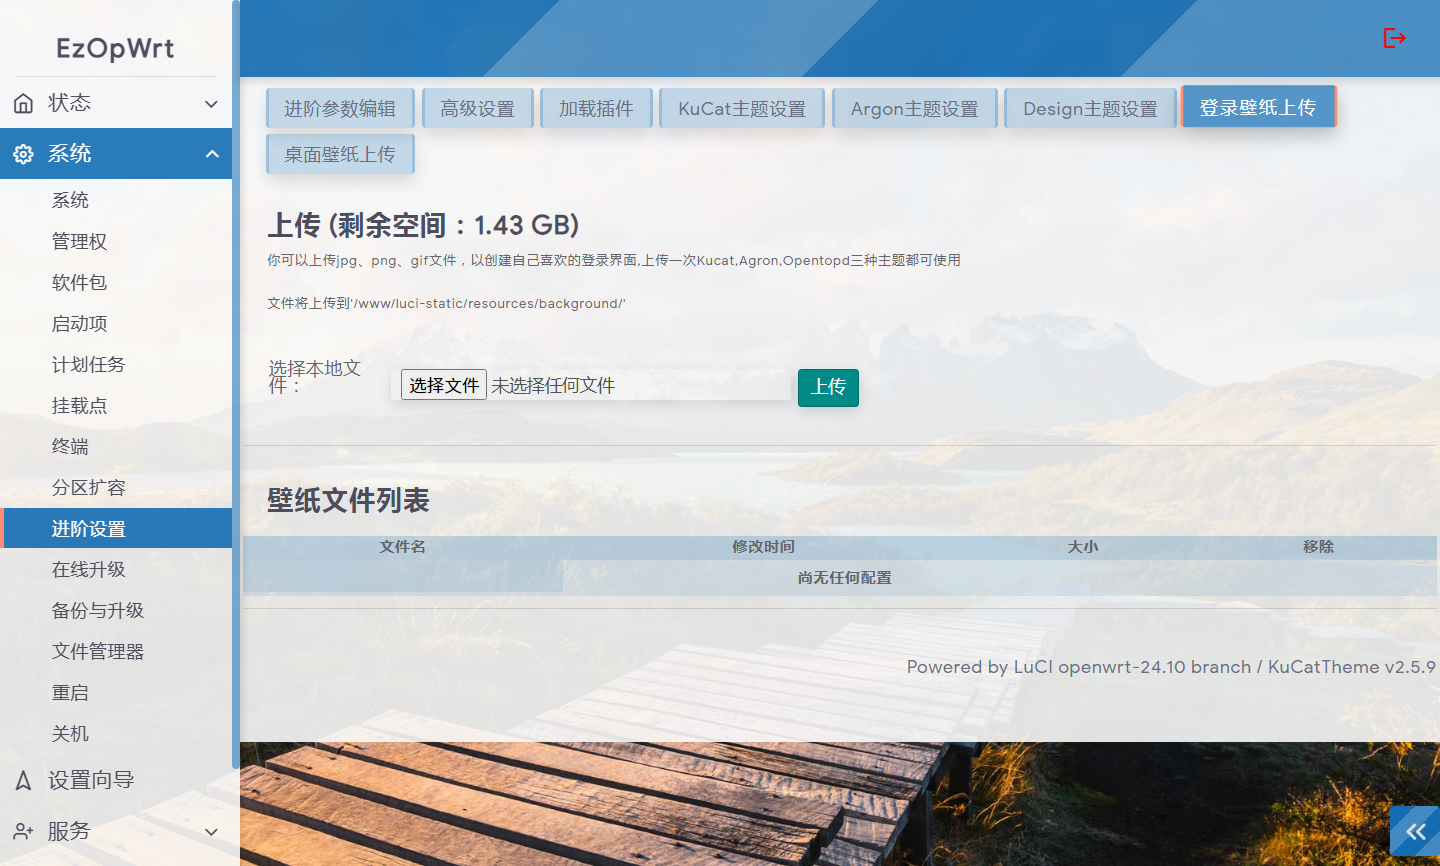 EzOpWrt
状态
系统
系统
管理权
软件包
启动项
计划任务
挂载点
终端
分区扩容
进阶设置
在线升级
备份与升级
文件管理器
重启
关机
设置向导
服务
进阶参数编辑 高级设置 加载插件 KuCat主题设置 Argon主题设置 Design主题设置 登录壁纸上传
桌面壁纸上传
上传 (剩余空间：1.43 GB)
你可以上传jpg、png、gif文件，以创建自己喜欢的登录界面,上传一次Kucat,Agron,Opentopd三种主题都可使用
文件将上传到'/www/luci-static/resources/background/'
选择本地文
件：
选择文件 未选择任何文件 上传
壁纸文件列表
文件名 修改时间 大小 移除
尚无任何配置
Powered by LuCI openwrt-24.10 branch / KuCatTheme v2.5.9